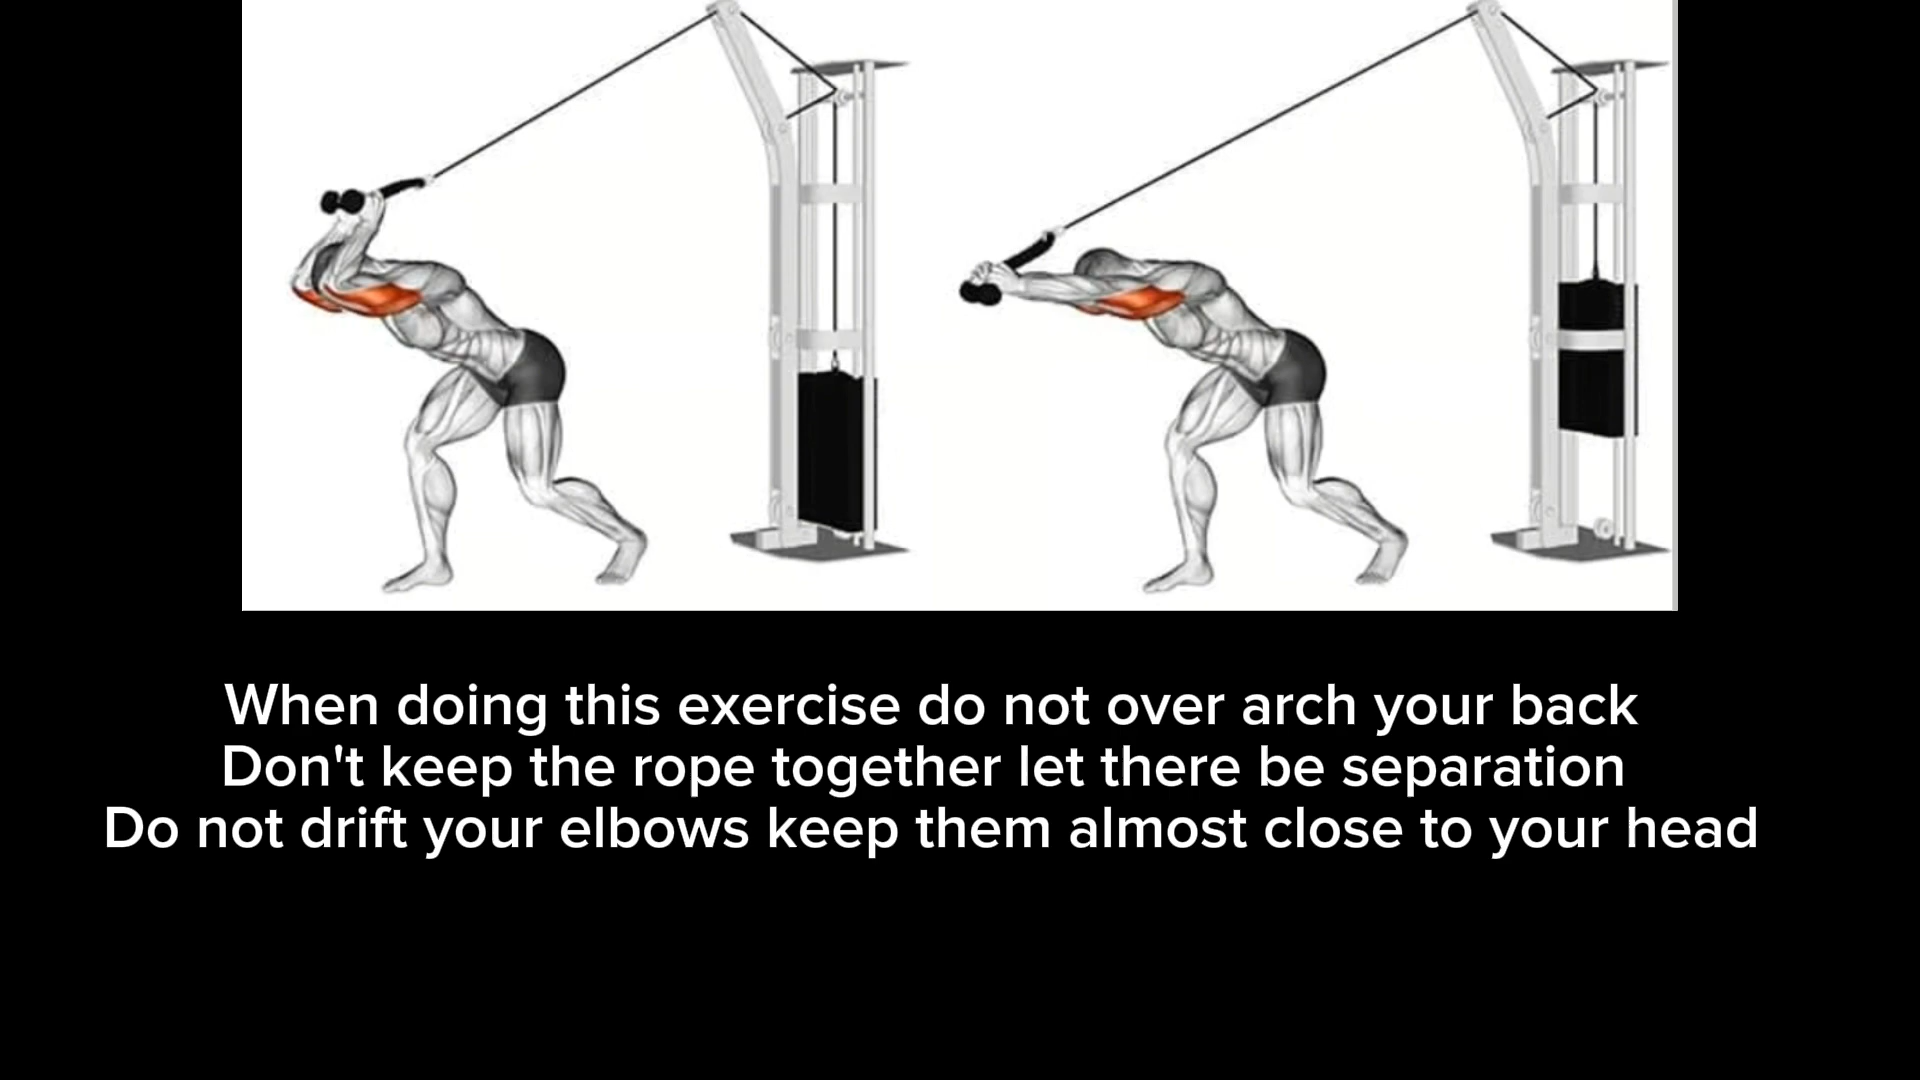 When doing this exercise do not over arch your back
Don't keep the rope together let there be separation
Do not drift your elbows keep them almost close to your head